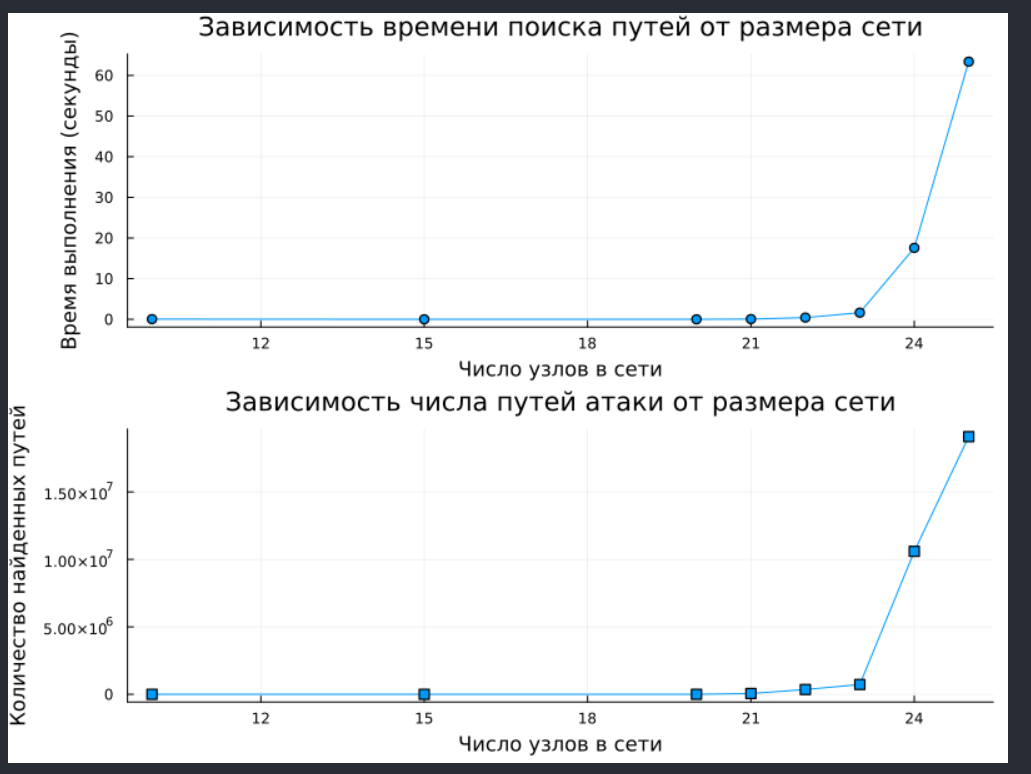 Зависимость времени поиска путей от размера сети
Время выполнения (секунды)
60
50
40
30
20
10
0
12 15 18 21 24
Число узлов в сети
Зависимость числа путей атаки от размера сети
Количество найденных путей
1.50×10⁷
1.00×10⁷
5.00×10⁶
0
12 15 18 21 24
Число узлов в сети